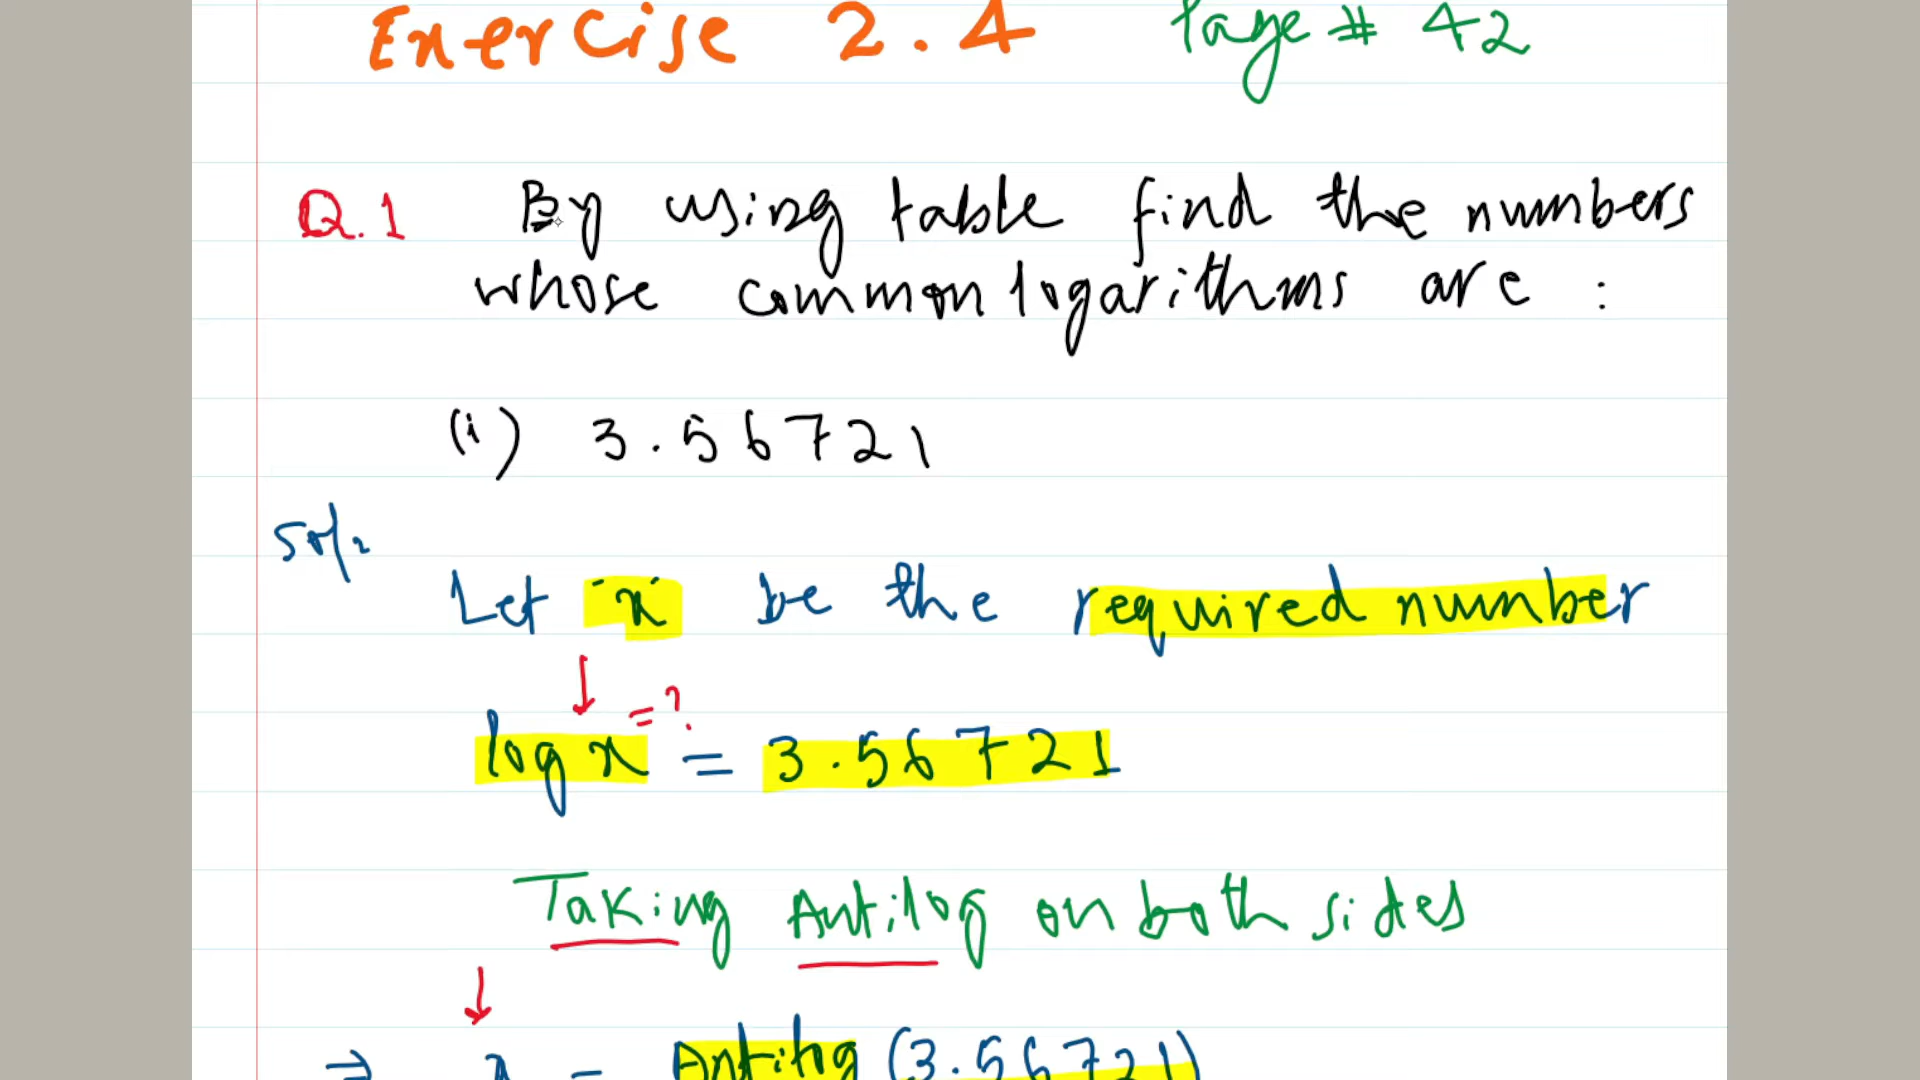 Exercise 2.4 Page # 42
Q.1 By using table find the numbers
whose common logarithms are :
(i) 3.56721
Sol:
Let x be the required number
= ?
log x = 3.56721
Taking Antilog on both sides
⇒ x = Antilog (3.56721)